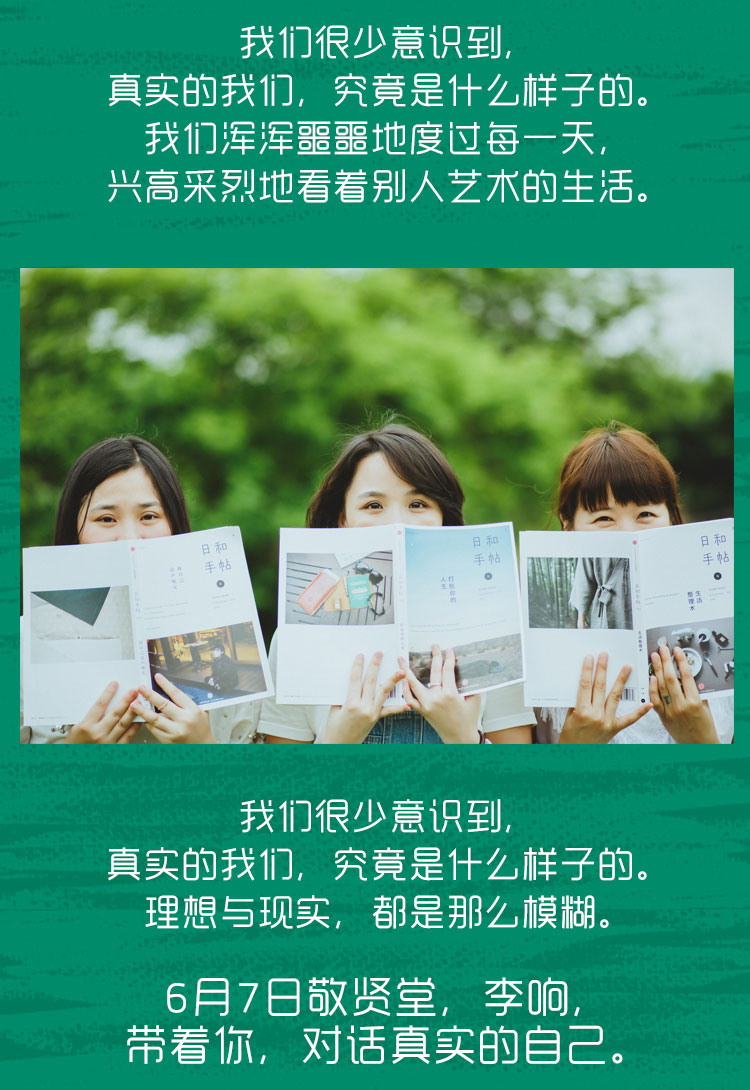 我们很少意识到，
真实的我们，究竟是什么样子的。
我们浑浑噩噩地度过每一天，
兴高采烈地看着别人艺术的生活。
日和
手帖
打包你的
人生
日和
手帖
日和
手帖
生活
整理术
我们很少意识到，
真实的我们，究竟是什么样子的。
理想与现实，都是那么模糊。
6月7日敬贤堂，李响，
带着你，对话真实的自己。